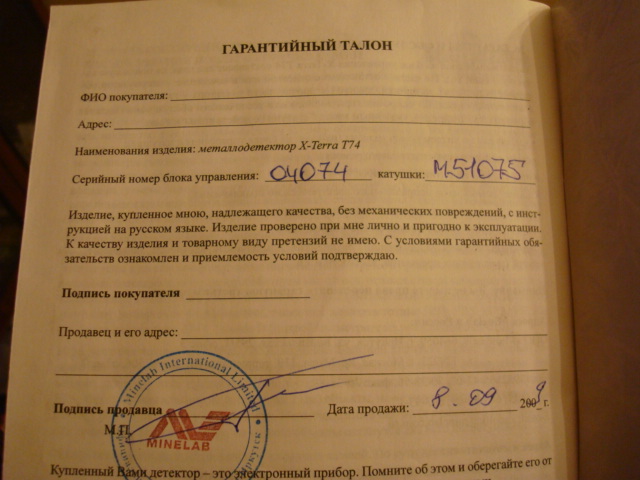 ГАРАНТИЙНЫЙ ТАЛОН
ФИО покупателя:
Адрес:
Наименования изделия: металлодетектор X-Terra T74
Серийный номер блока управления: 04074 катушки: M51075
Изделие, купленное мною, надлежащего качества, без механических повреждений, с инст-
рукцией на русском языке. Изделие проверено при мне лично и пригодно к эксплуатации.
К качеству изделия и товарному виду претензий не имею. С условиями гарантийных обя-
зательств ознакомлен и приемлемость условий подтверждаю.
Подпись покупателя
Продавец и его адрес:
Minelab International Limited
Подпись продавца
Дата продажи: 8.09 2009 г.
М.П.
MINELAB
Купленный Вами детектор – это электронный прибор. Помните об этом и оберегайте его от